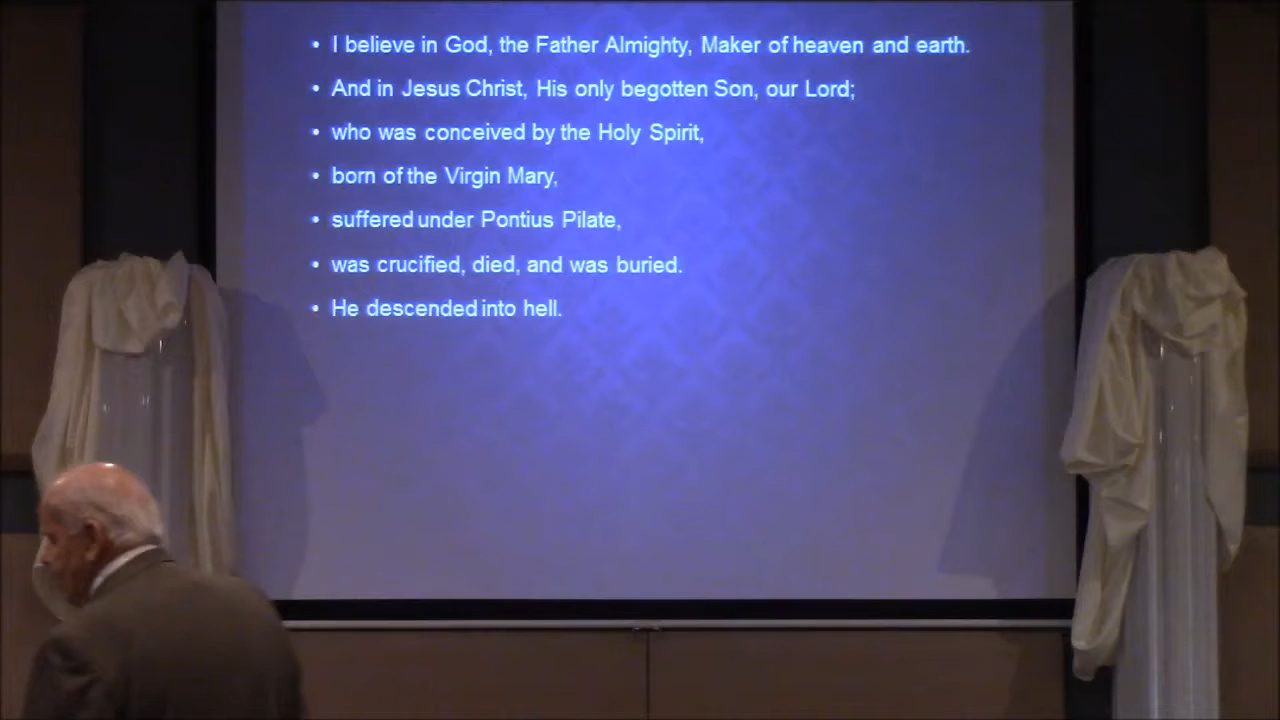 • I believe in God, the Father Almighty, Maker of heaven and earth.
• And in Jesus Christ, His only begotten Son, our Lord;
• who was conceived by the Holy Spirit,
• born of the Virgin Mary,
• suffered under Pontius Pilate,
• was crucified, died, and was buried.
• He descended into hell.